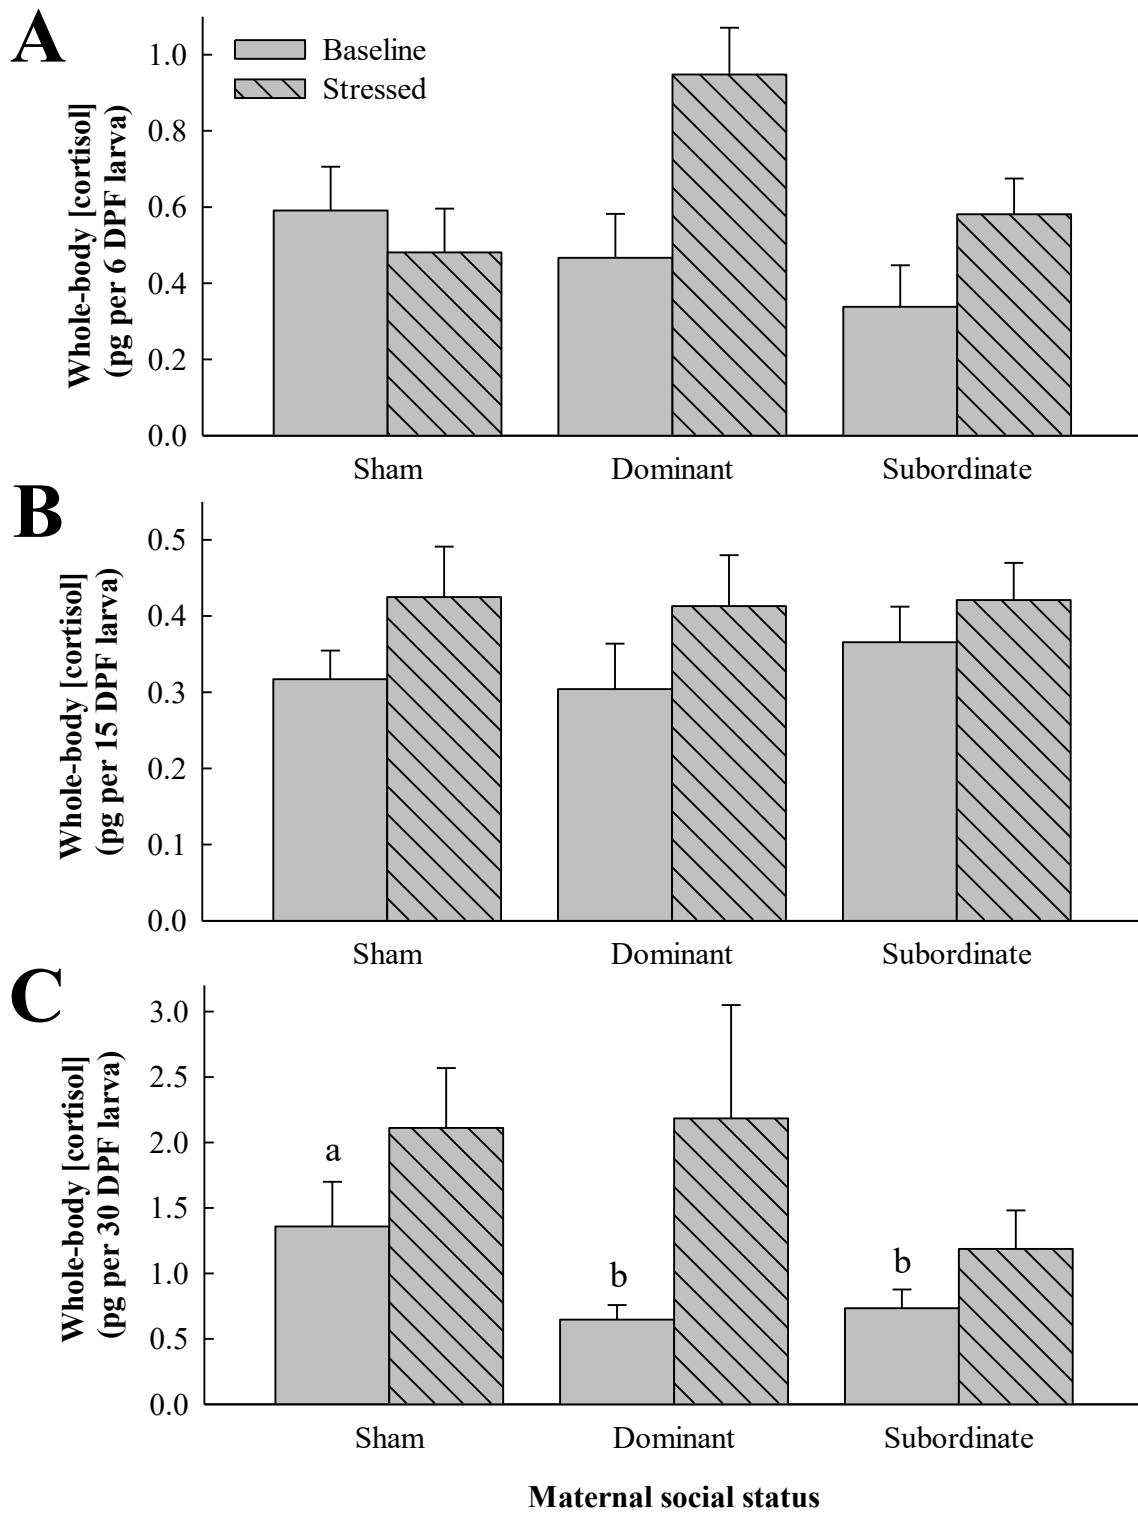 A
Baseline
Stressed
Whole-body [cortisol]
(pg per 6 DPF larva)
1.0
0.8
0.6
0.4
0.2
0.0
Sham Dominant Subordinate
B
Whole-body [cortisol]
(pg per 15 DPF larva)
0.5
0.4
0.3
0.2
0.1
0.0
Sham Dominant Subordinate
C
Whole-body [cortisol]
(pg per 30 DPF larva)
3.0
2.5
2.0
1.5
1.0
0.5
0.0
a
b
b
Sham Dominant Subordinate
Maternal social status